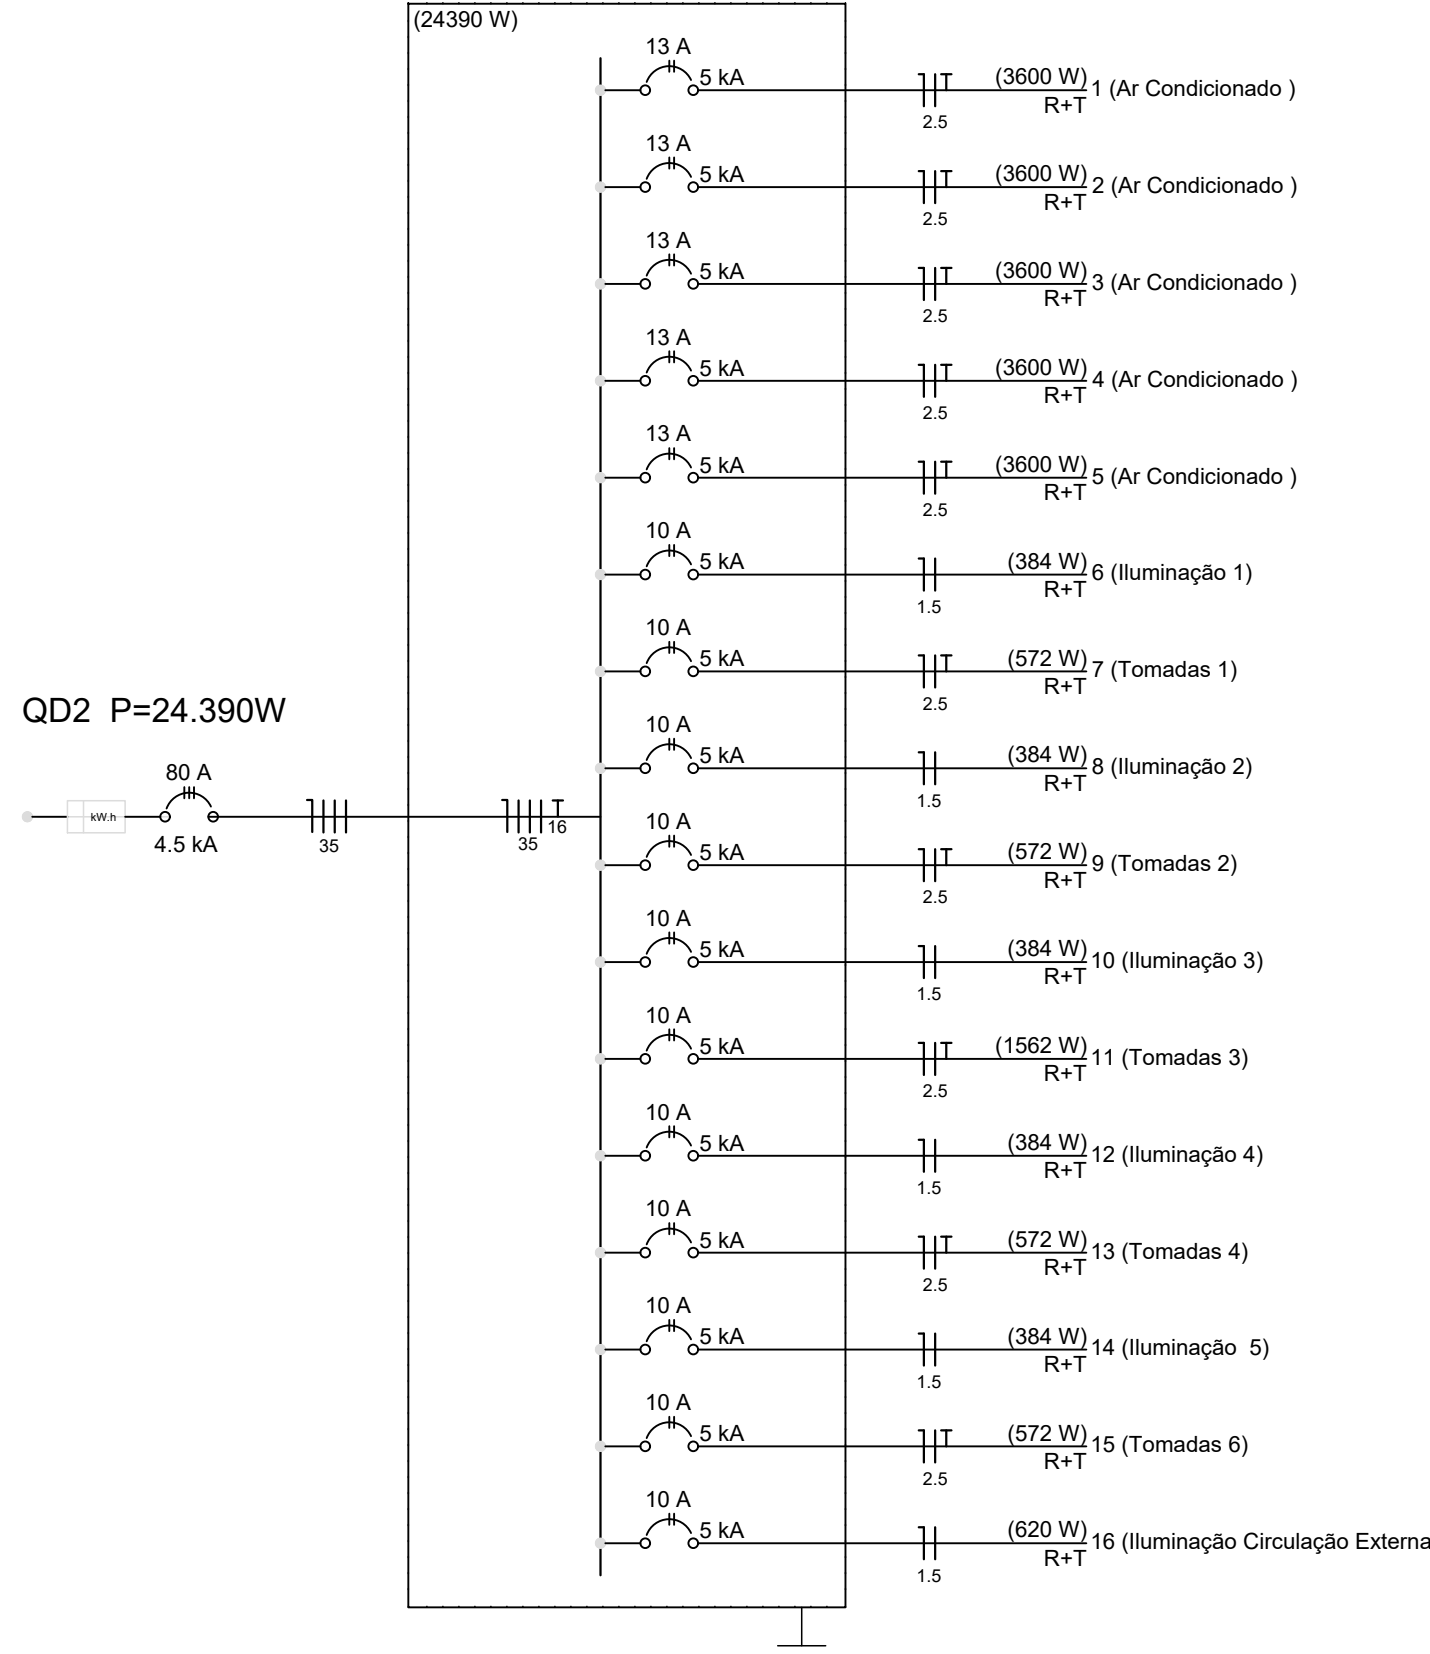 (24390 W)
13 A
5 kA
(3600 W)
1 (Ar Condicionado )
R+T
2.5
13 A
5 kA
(3600 W)
2 (Ar Condicionado )
R+T
2.5
13 A
5 kA
(3600 W)
3 (Ar Condicionado )
R+T
2.5
13 A
5 kA
(3600 W)
4 (Ar Condicionado )
R+T
2.5
13 A
5 kA
(3600 W)
5 (Ar Condicionado )
R+T
2.5
10 A
5 kA
(384 W)
6 (Iluminação 1)
R+T
1.5
10 A
5 kA
(572 W)
7 (Tomadas 1)
R+T
2.5
QD2 P=24.390W
10 A
5 kA
(384 W)
8 (Iluminação 2)
R+T
1.5
80 A
kW.h
4.5 kA
35
35
16
10 A
5 kA
(572 W)
9 (Tomadas 2)
R+T
2.5
10 A
5 kA
(384 W)
10 (Iluminação 3)
R+T
1.5
10 A
5 kA
(1562 W)
11 (Tomadas 3)
R+T
2.5
10 A
5 kA
(384 W)
12 (Iluminação 4)
R+T
1.5
10 A
5 kA
(572 W)
13 (Tomadas 4)
R+T
2.5
10 A
5 kA
(384 W)
14 (Iluminação 5)
R+T
1.5
10 A
5 kA
(572 W)
15 (Tomadas 6)
R+T
2.5
10 A
5 kA
(620 W)
16 (Iluminação Circulação Externa
R+T
1.5